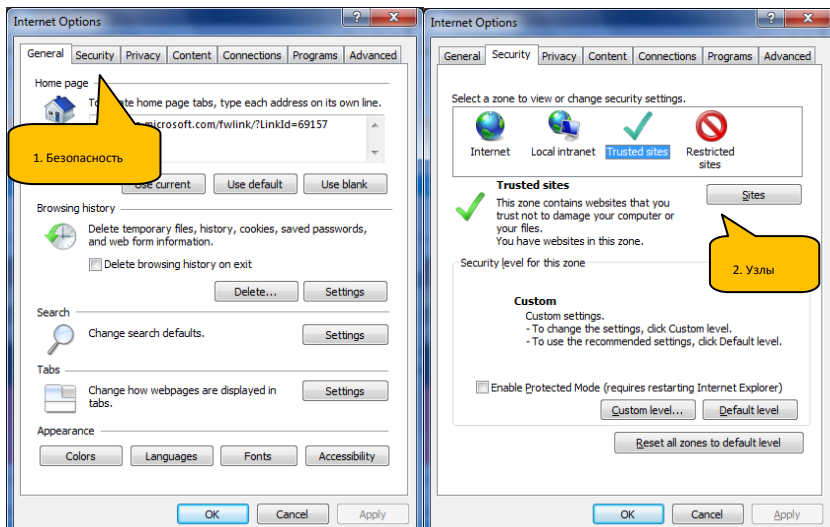 Internet Options
General Security Privacy Content Connections Programs Advanced
Home page
To create home page tabs, type each address on its own line.
microsoft.com/fwlink/?LinkId=69157
1. Безопасность
Use current Use default Use blank
Browsing history
Delete temporary files, history, cookies, saved passwords,
and web form information.
Delete browsing history on exit
Delete... Settings
Search
Change search defaults.
Settings
Tabs
Change how webpages are displayed in
tabs.
Settings
Appearance
Colors Languages Fonts Accessibility
OK Cancel Apply
Internet Options
General Security Privacy Content Connections Programs Advanced
Select a zone to view or change security settings.
Internet Local intranet Trusted sites Restricted
sites
Trusted sites
Sites
This zone contains websites that you
trust not to damage your computer or
your files.
You have websites in this zone.
2. Узлы
Security level for this zone
Custom
Custom settings.
- To change the settings, click Custom level.
- To use the recommended settings, click Default level.
Enable Protected Mode (requires restarting Internet Explorer)
Custom level... Default level
Reset all zones to default level
OK Cancel Apply